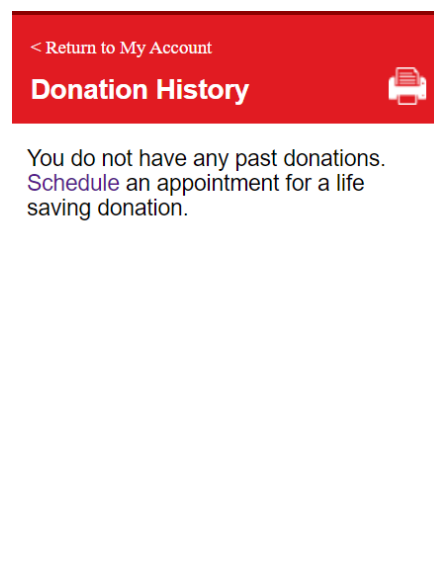 < Return to My Account
Donation History
You do not have any past donations.
Schedule an appointment for a life
saving donation.